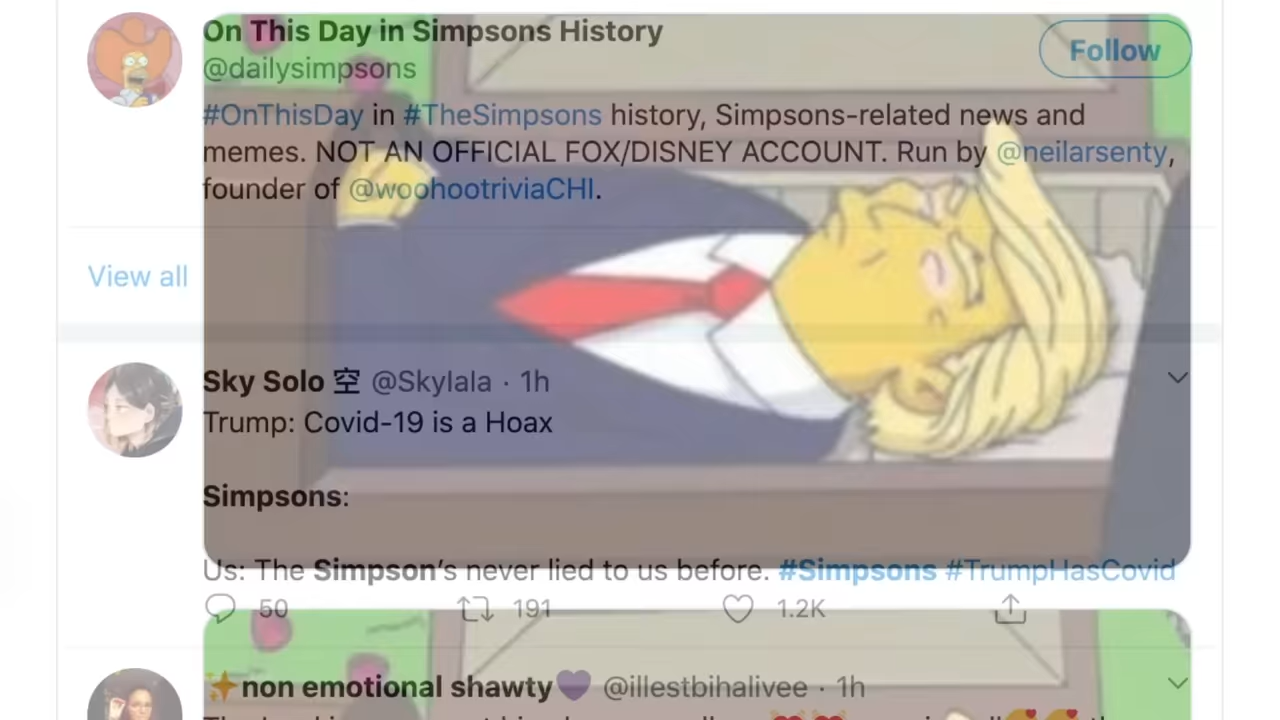 On This Day in Simpsons History
Follow
@dailysimpsons
#OnThisDay in #TheSimpsons history, Simpsons-related news and
memes. NOT AN OFFICIAL FOX/DISNEY ACCOUNT. Run by @neilarsenty,
founder of @woohootriviaCHI.
View all
Sky Solo 空 @Skylala · 1h
Trump: Covid-19 is a Hoax
Simpsons:
Us: The Simpson's never lied to us before. #Simpsons #TrumpHasCovid
50 191 1.2K
✨non emotional shawty💜 @illestbihalivee · 1h